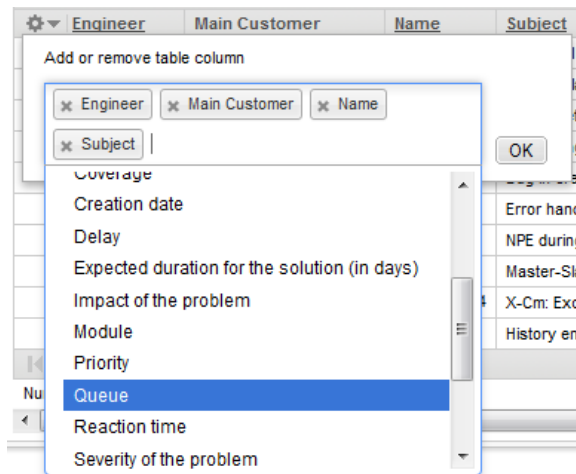 Engineer Main Customer Name Subject
Add or remove table column
Engineer Main Customer Name
Subject
OK
Coverage
Creation date
Delay
Error hand
Expected duration for the solution (in days)
NPE during
Impact of the problem
Master-Sla
Module
X-Cm: Exc
Priority
History en
Queue
Reaction time
Severity of the problem